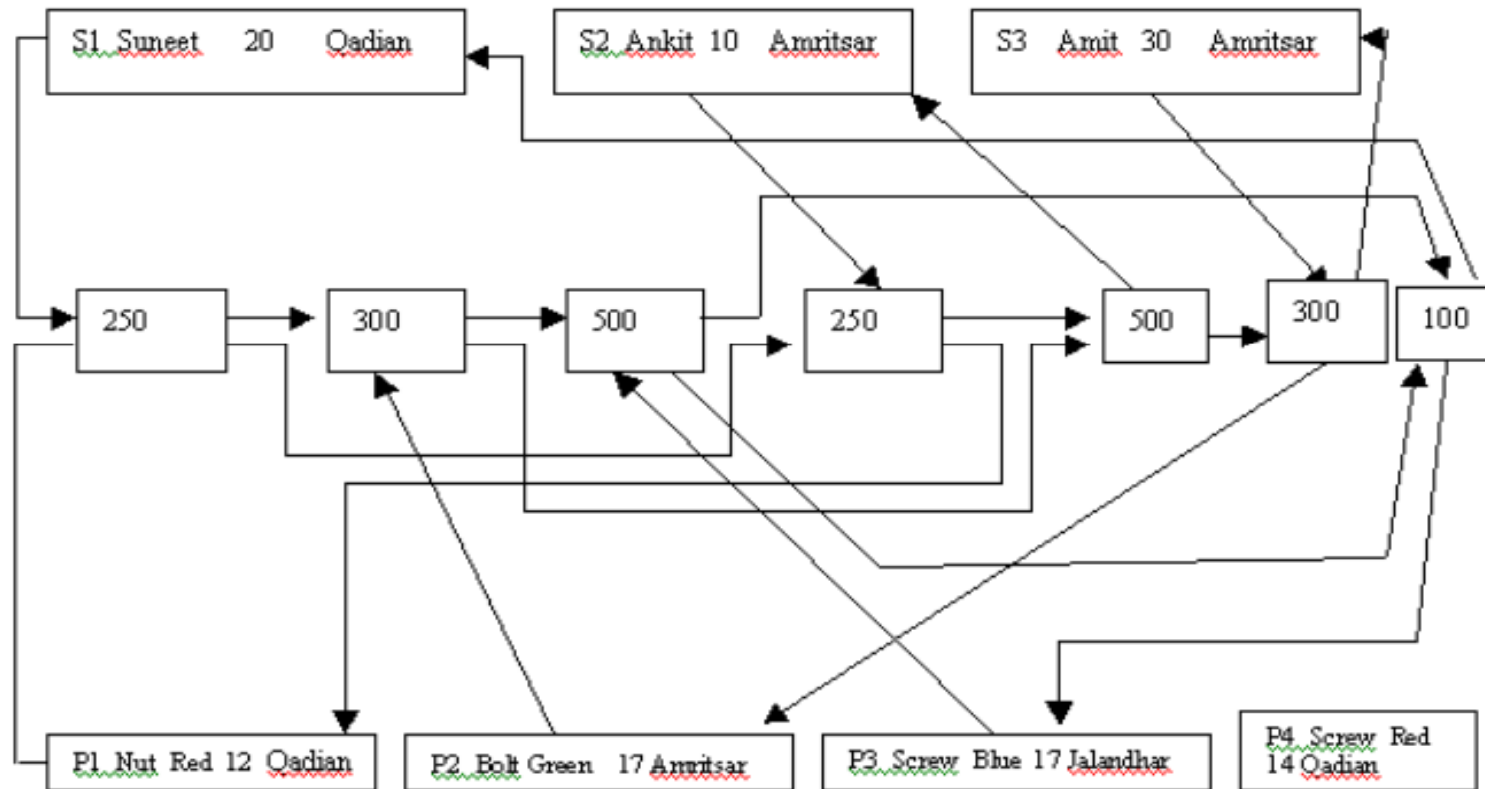 S1 Suneet 20 Qadian
S2 Ankit 10 Amritsar
S3 Amit 30 Amritsar
250
300
500
250
500
300
100
P1 Nut Red 12 Qadian
P2 Bolt Green 17 Amritsar
P3 Screw Blue 17 Jalandhar
P4 Screw Red
14 Qadian